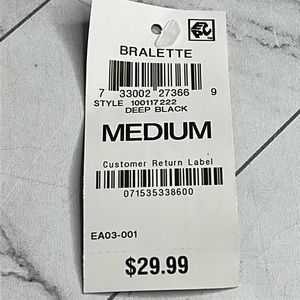 BRALETTE
7 33002 27366 9
STYLE 100117222
DEEP BLACK
MEDIUM
Customer Return Label
071535338600
EA03-001
$29.99